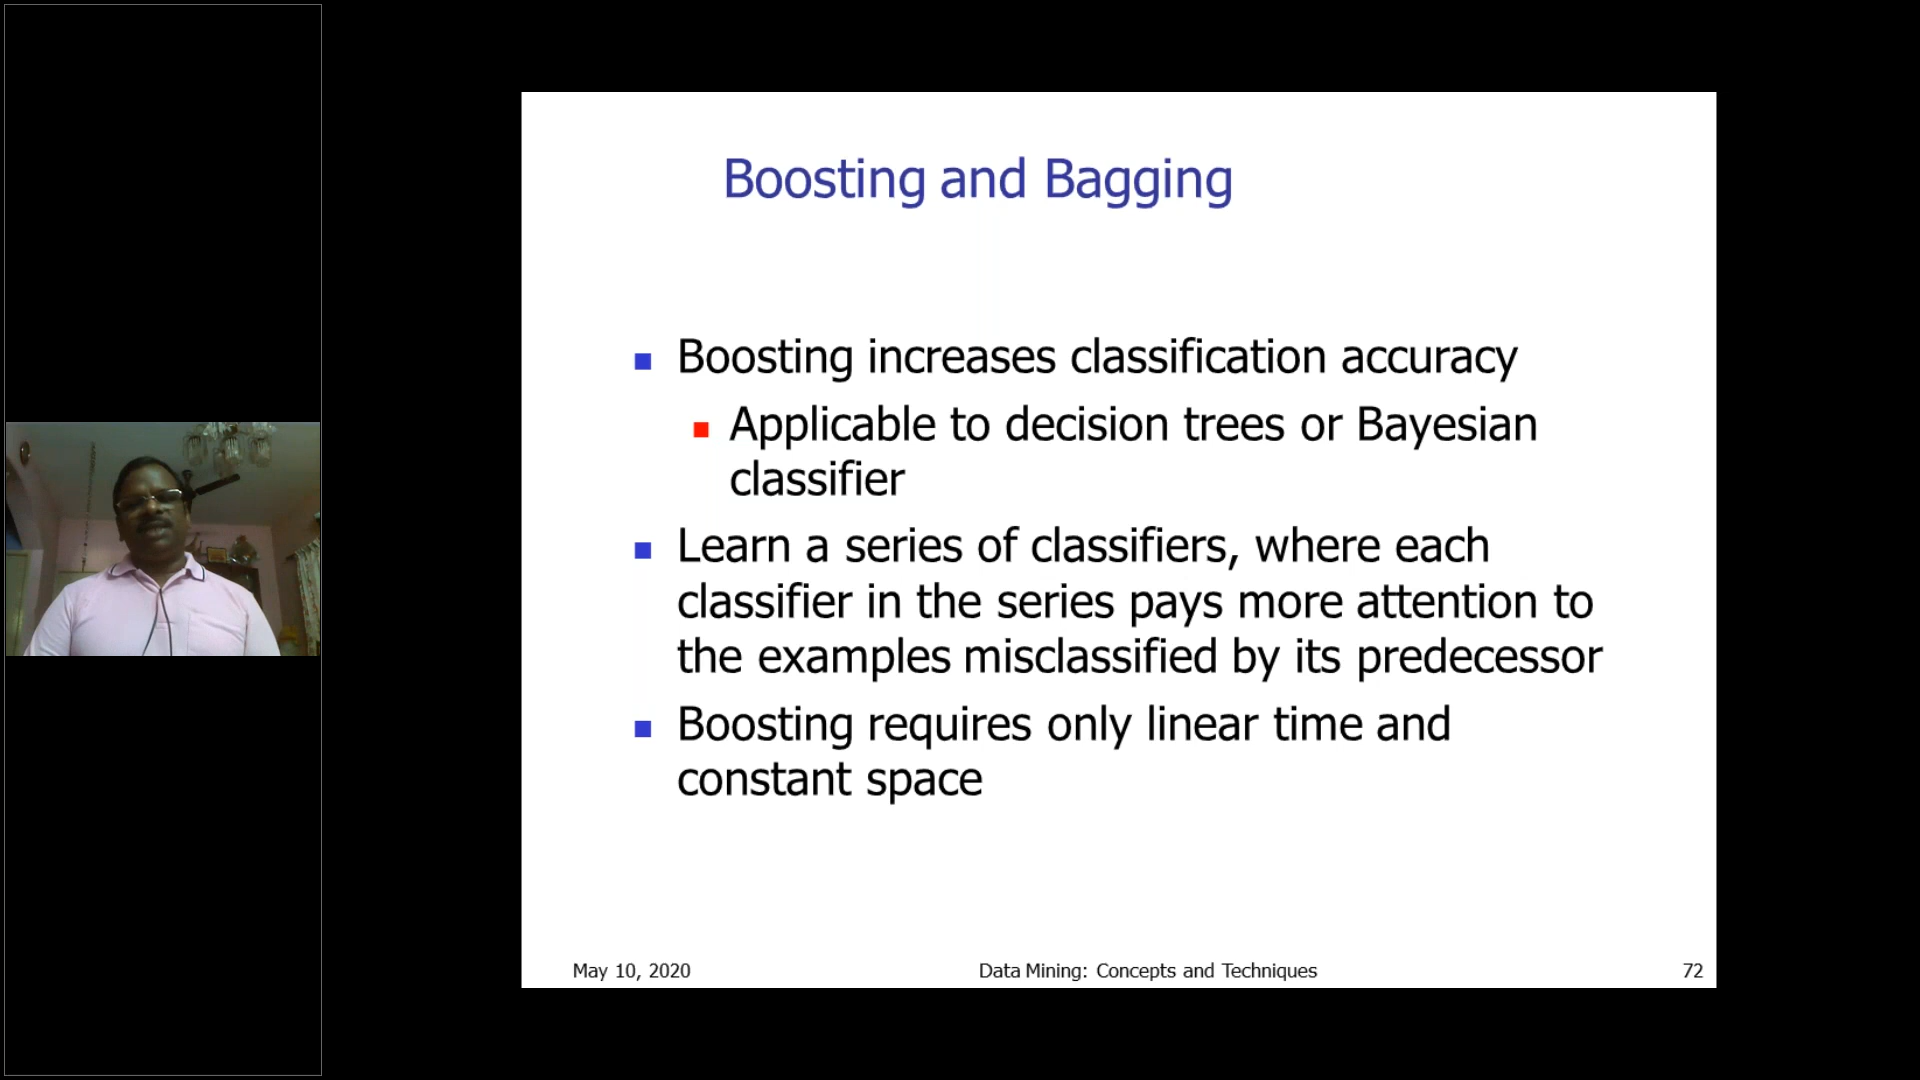 Boosting and Bagging
Boosting increases classification accuracy
Applicable to decision trees or Bayesian
classifier
Learn a series of classifiers, where each
classifier in the series pays more attention to
the examples misclassified by its predecessor
Boosting requires only linear time and
constant space
May 10, 2020
Data Mining: Concepts and Techniques
72